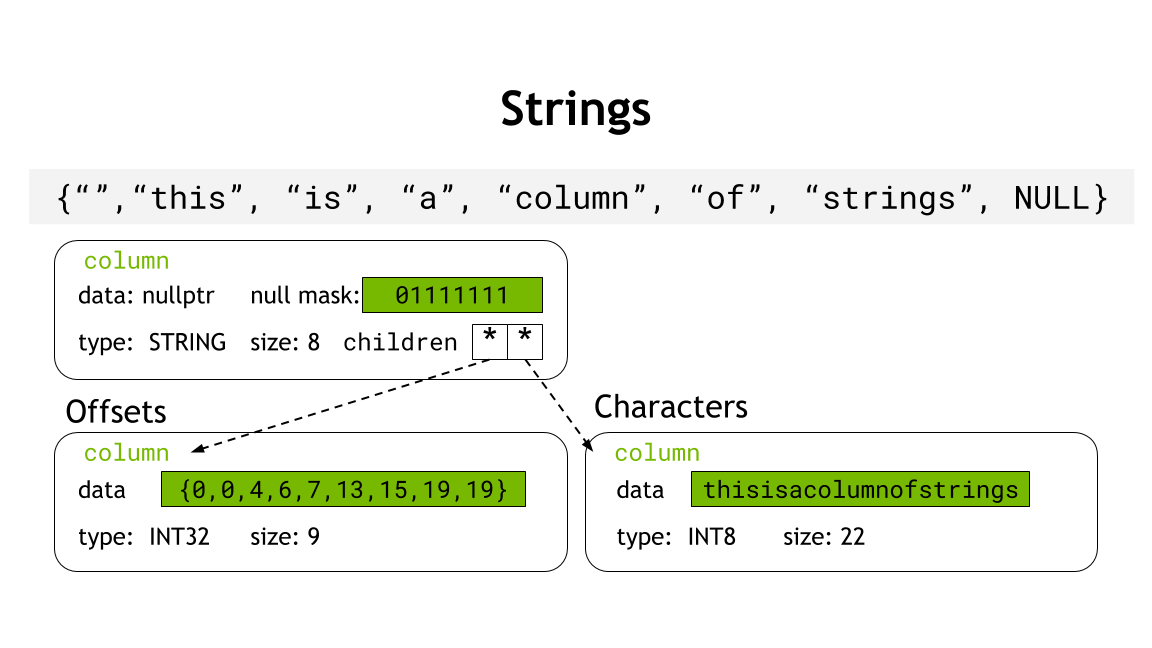 Strings
{“”,“this”, “is”, “a”, “column”, “of”, “strings”, NULL}
column
data: nullptr null mask: 01111111
type: STRING size: 8 children * *
Offsets
column
data {0,0,4,6,7,13,15,19,19}
type: INT32 size: 9
Characters
column
data thisisacolumnofstrings
type: INT8 size: 22